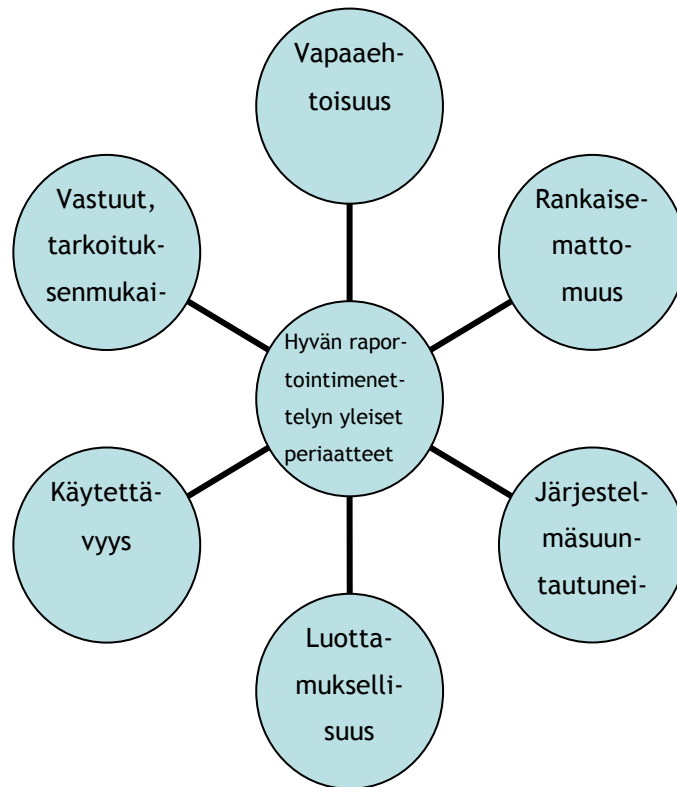 Vapaaeh-
toisuus
Vastuut,
tarkoituk-
senmukai-
Rankaise-
matto-
muus
Hyvän rapor-
tointimenet-
telyn yleiset
periaatteet
Käytettä-
vyys
Järjestel-
mäsuun-
tautunei-
Luotta-
mukselli-
suus